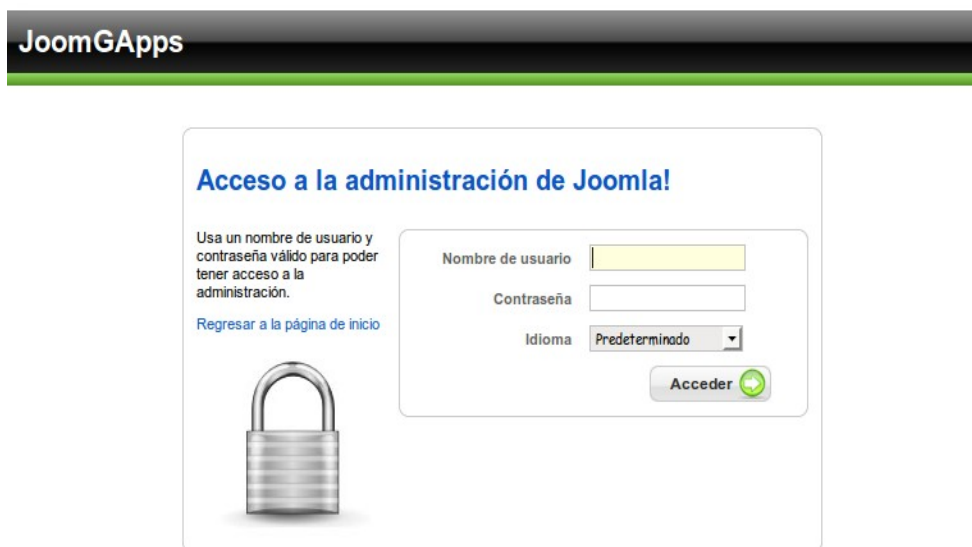 JoomGApps
Acceso a la administración de Joomla!
Usa un nombre de usuario y
contraseña válido para poder
tener acceso a la
administración.
Regresar a la página de inicio
Nombre de usuario
Contraseña
Idioma Predeterminado
Acceder